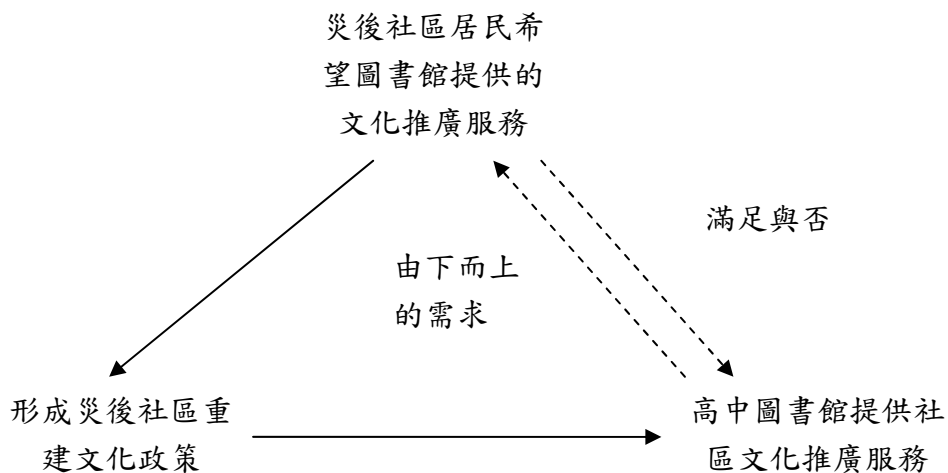 災後社區居民希
望圖書館提供的
文化推廣服務
滿足與否
由下而上
的需求
形成災後社區重
建文化政策
高中圖書館提供社
區文化推廣服務